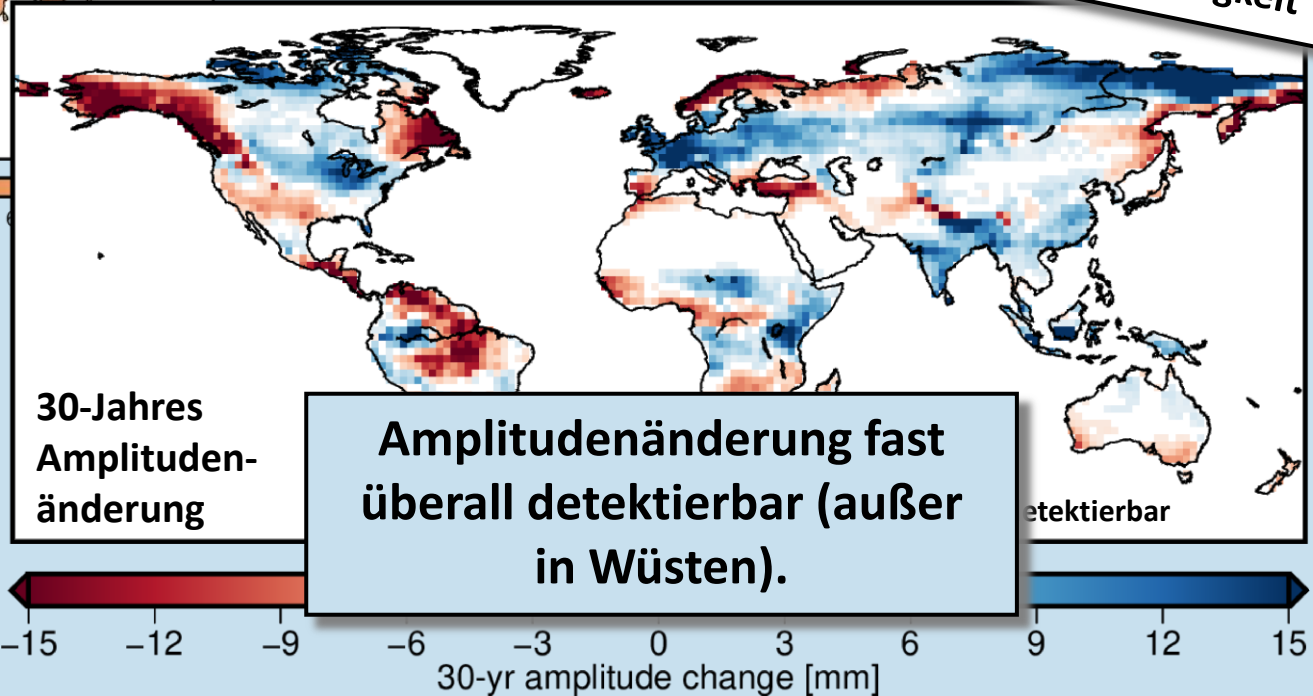 30-Jahres
Amplituden-
änderung
Amplitudenänderung fast
überall detektierbar (außer
in Wüsten).
etektierbar
−15 −12 −9 −6 −3 0 3 6 9 12 15
30-yr amplitude change [mm]